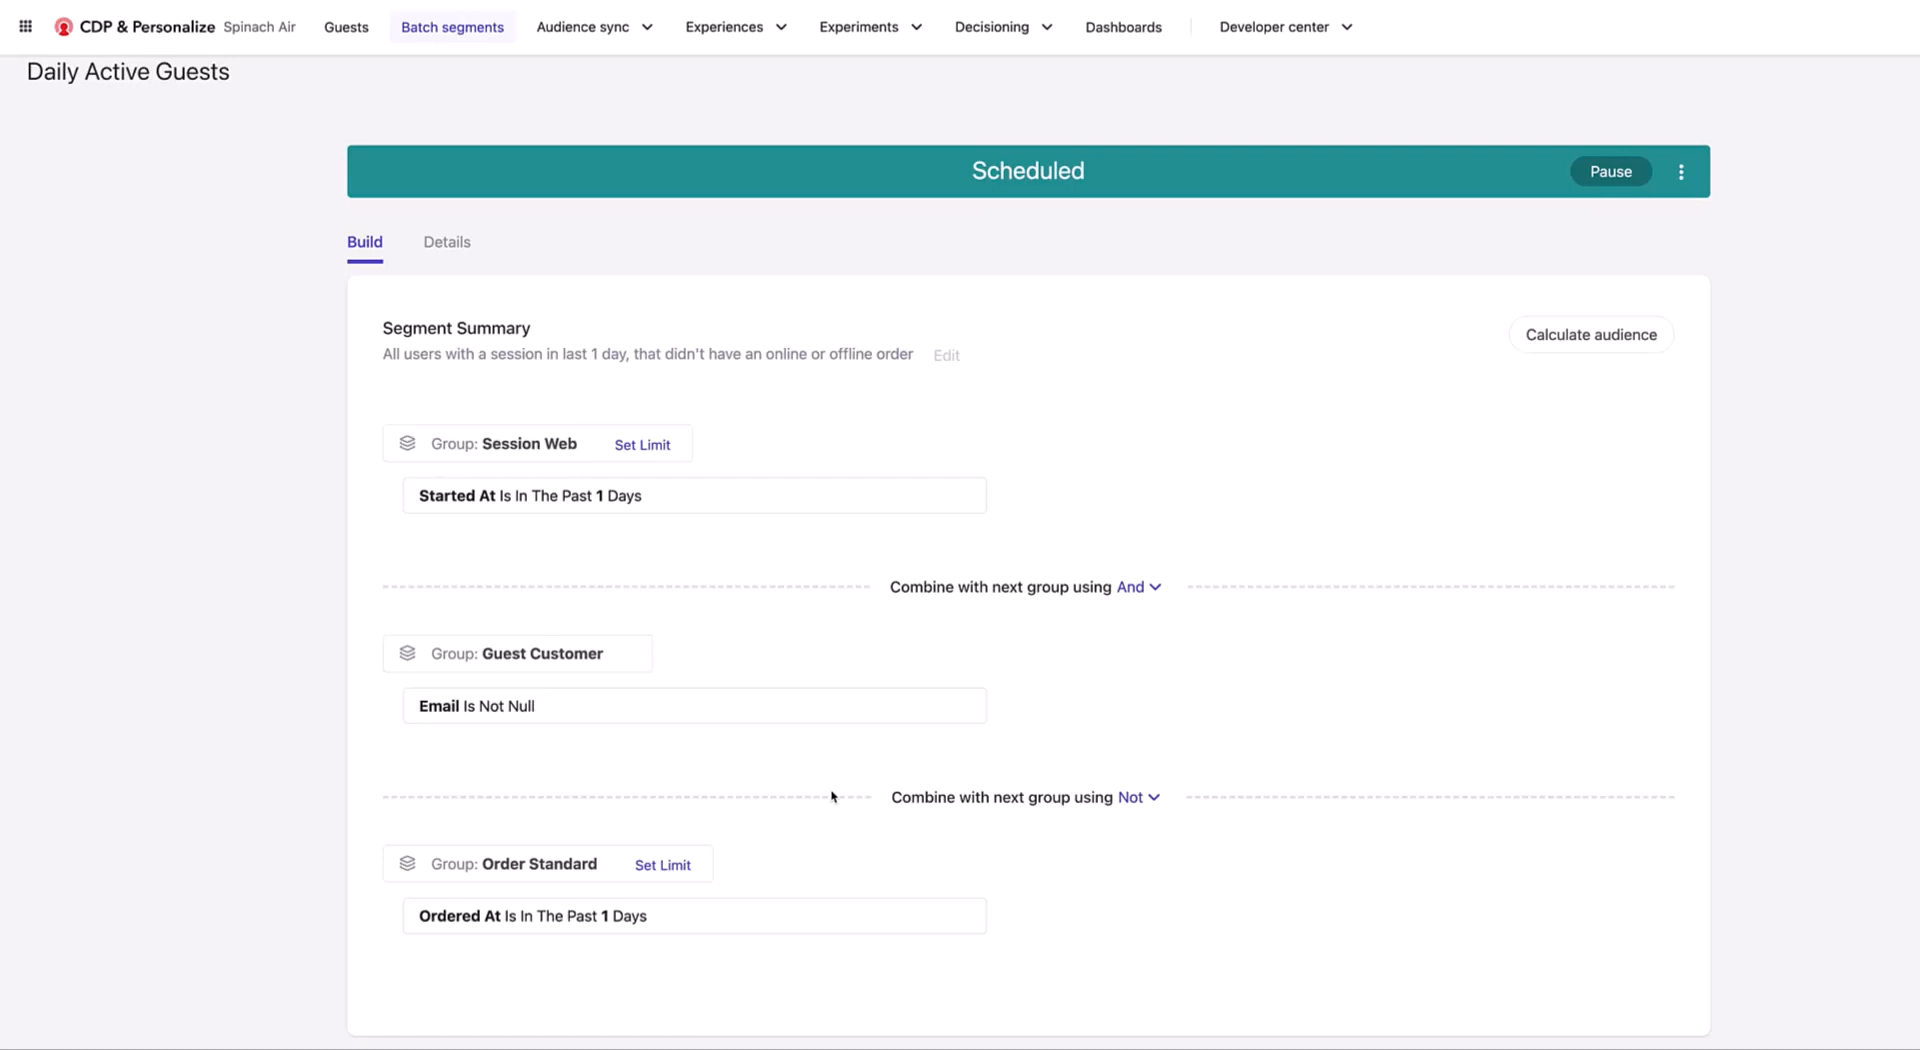 CDP & Personalize Spinach Air Guests Batch segments Audience sync Experiences Experiments Decisioning Dashboards Developer center
Daily Active Guests
Scheduled Pause
Build Details
Segment Summary
Calculate audience
All users with a session in last 1 day, that didn't have an online or offline order Edit
Group: Session Web Set Limit
Started At Is In The Past 1 Days
Combine with next group using And
Group: Guest Customer
Email Is Not Null
Combine with next group using Not
Group: Order Standard Set Limit
Ordered At Is In The Past 1 Days